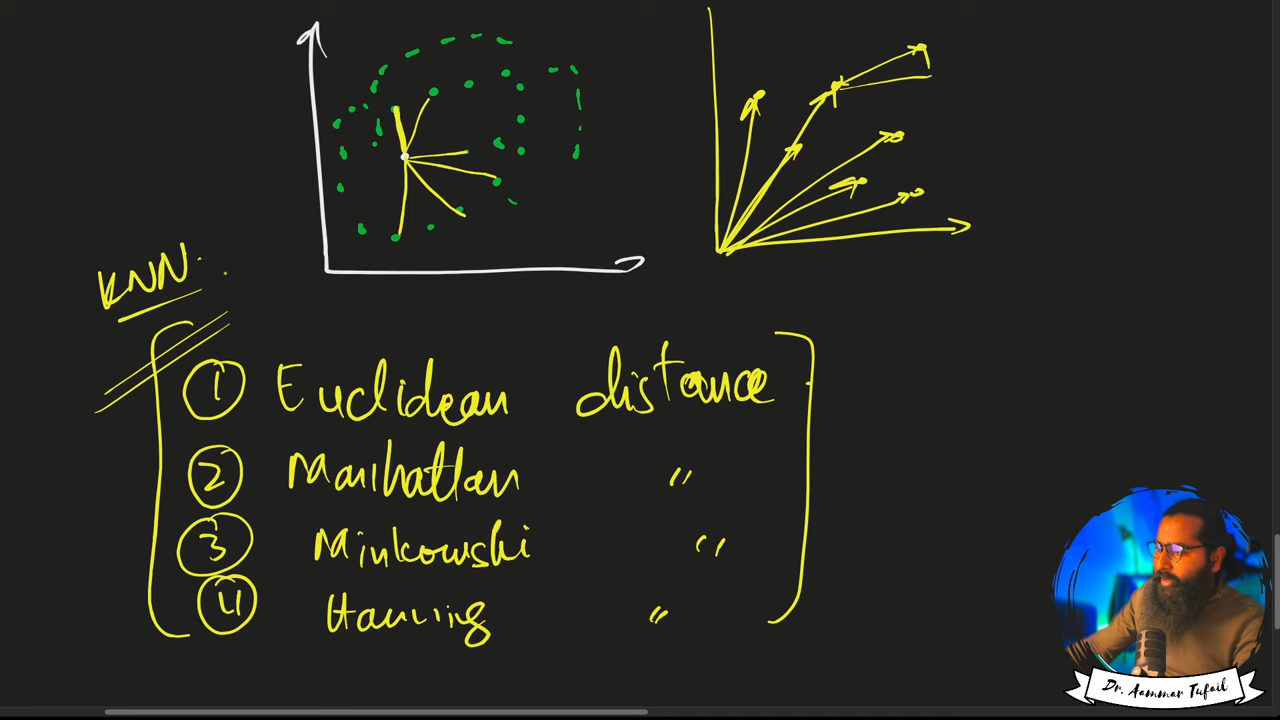 KNN.
1 Euclidean distance
2 Manhattan "
3 Minkowski "
4 Hamming "
Dr. Aammar Tufail